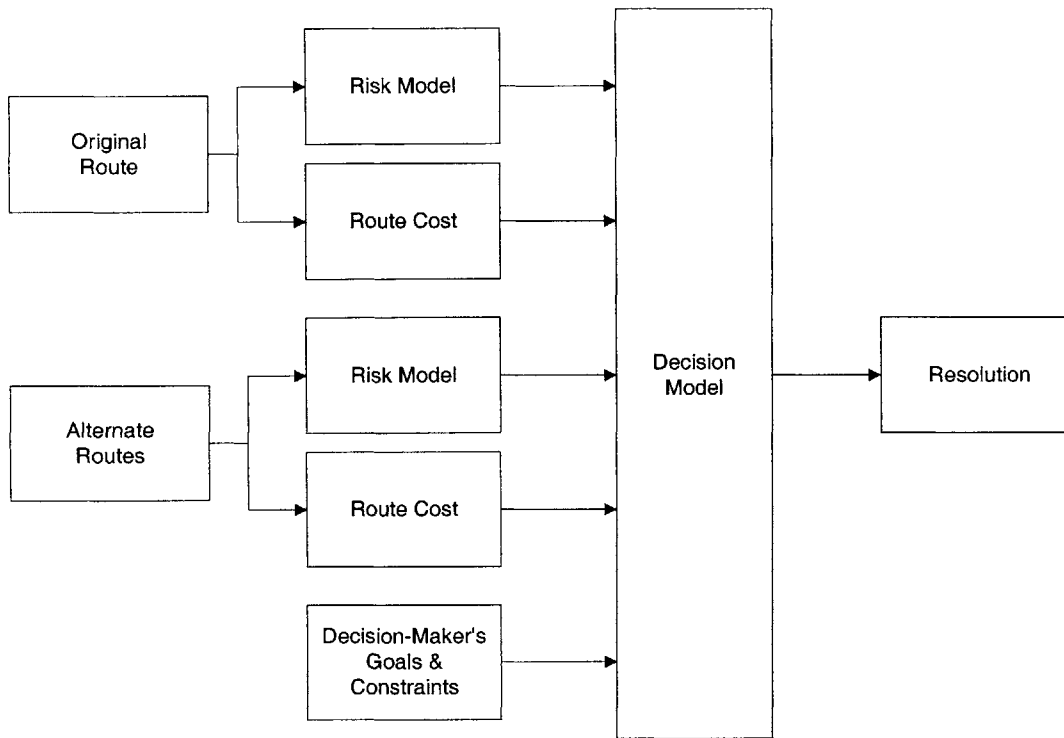 Original
Route
Risk Model
Route Cost
Alternate
Routes
Risk Model
Route Cost
Decision-Maker's
Goals &
Constraints
Decision
Model
Resolution